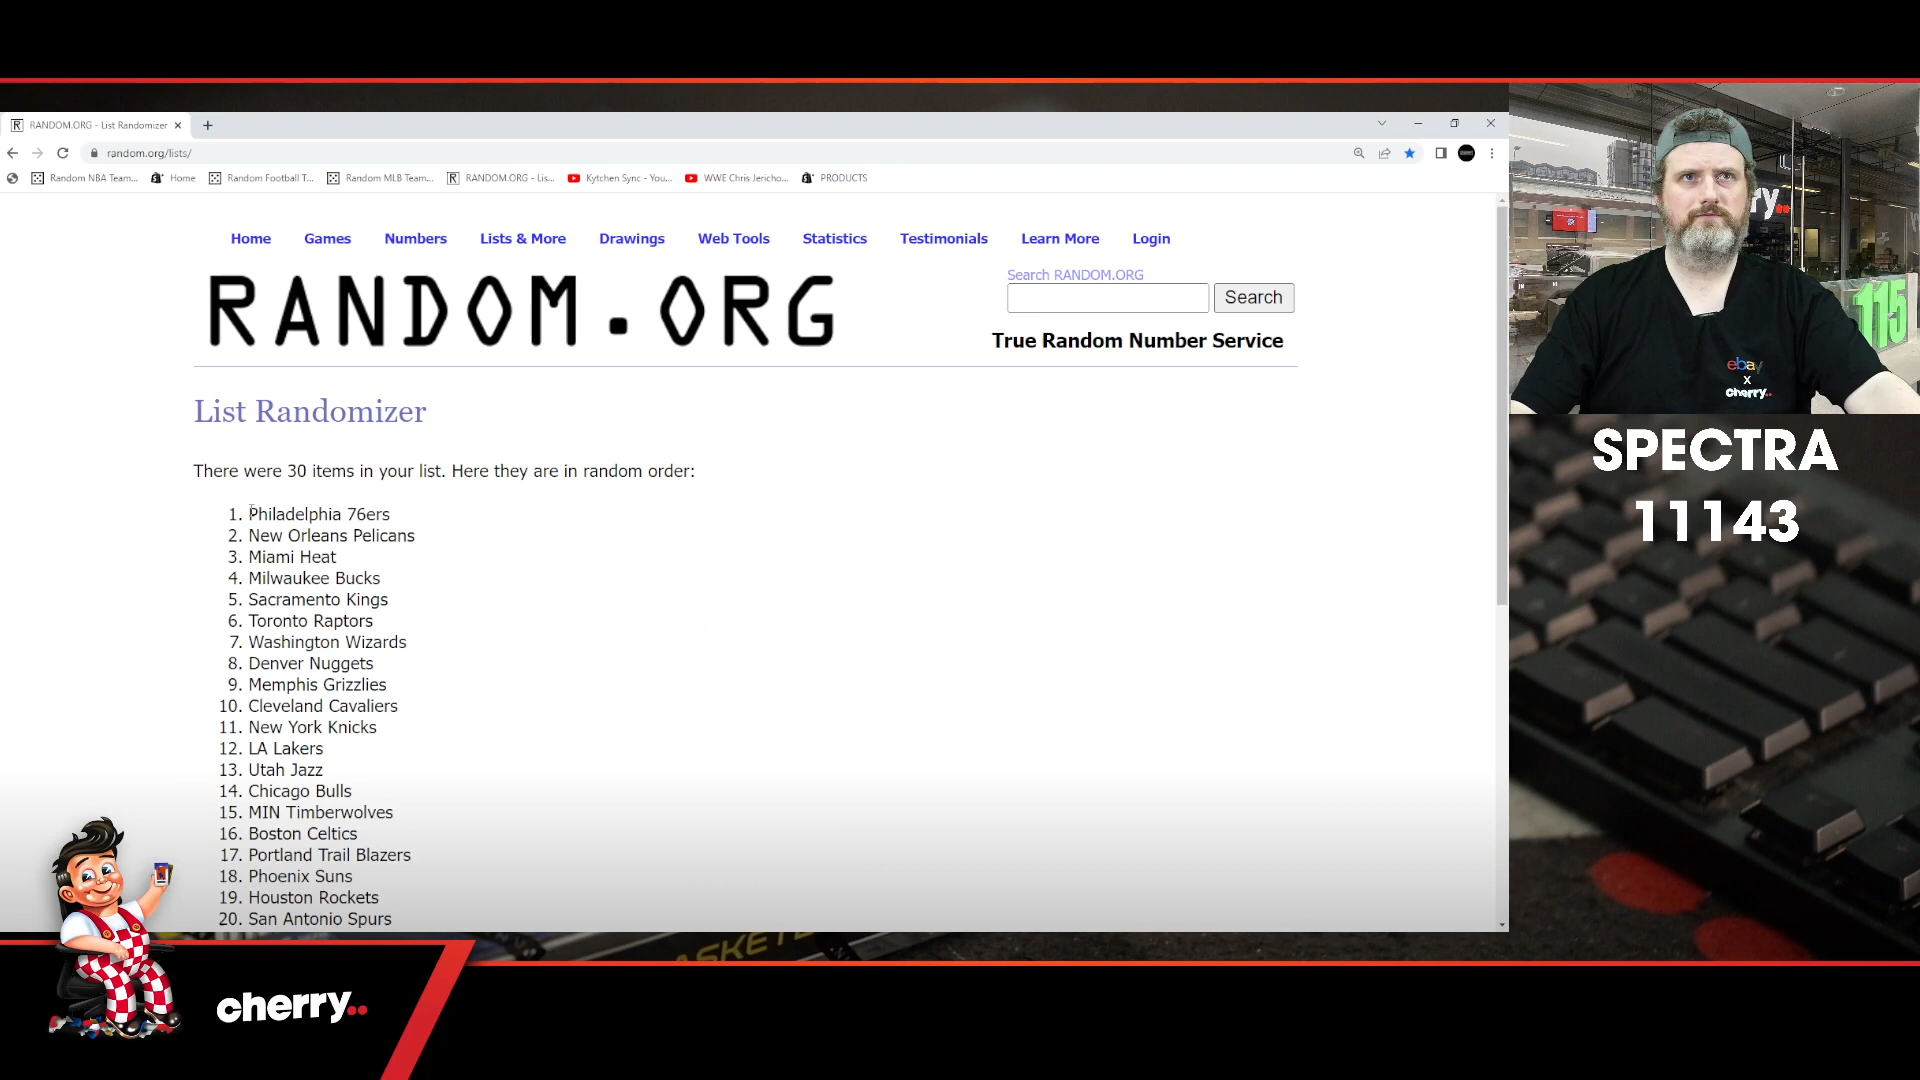 RANDOM.ORG - List Randomizer
random.org/lists/
Random NBA Team...
Home
Random Football T...
Random MLB Team...
RANDOM.ORG - Lis...
Kytchen Sync - You...
WWE Chris Jericho...
PRODUCTS
Home
Games
Numbers
Lists & More
Drawings
Web Tools
Statistics
Testimonials
Learn More
Login
RANDOM.ORG
Search RANDOM.ORG
Search
True Random Number Service
List Randomizer
There were 30 items in your list. Here they are in random order:
1. Philadelphia 76ers
2. New Orleans Pelicans
3. Miami Heat
4. Milwaukee Bucks
5. Sacramento Kings
6. Toronto Raptors
7. Washington Wizards
8. Denver Nuggets
9. Memphis Grizzlies
10. Cleveland Cavaliers
11. New York Knicks
12. LA Lakers
13. Utah Jazz
14. Chicago Bulls
15. MIN Timberwolves
16. Boston Celtics
17. Portland Trail Blazers
18. Phoenix Suns
19. Houston Rockets
20. San Antonio Spurs
ry..
115
ebay
x
cherry..
SPECTRA
11143
cherry..